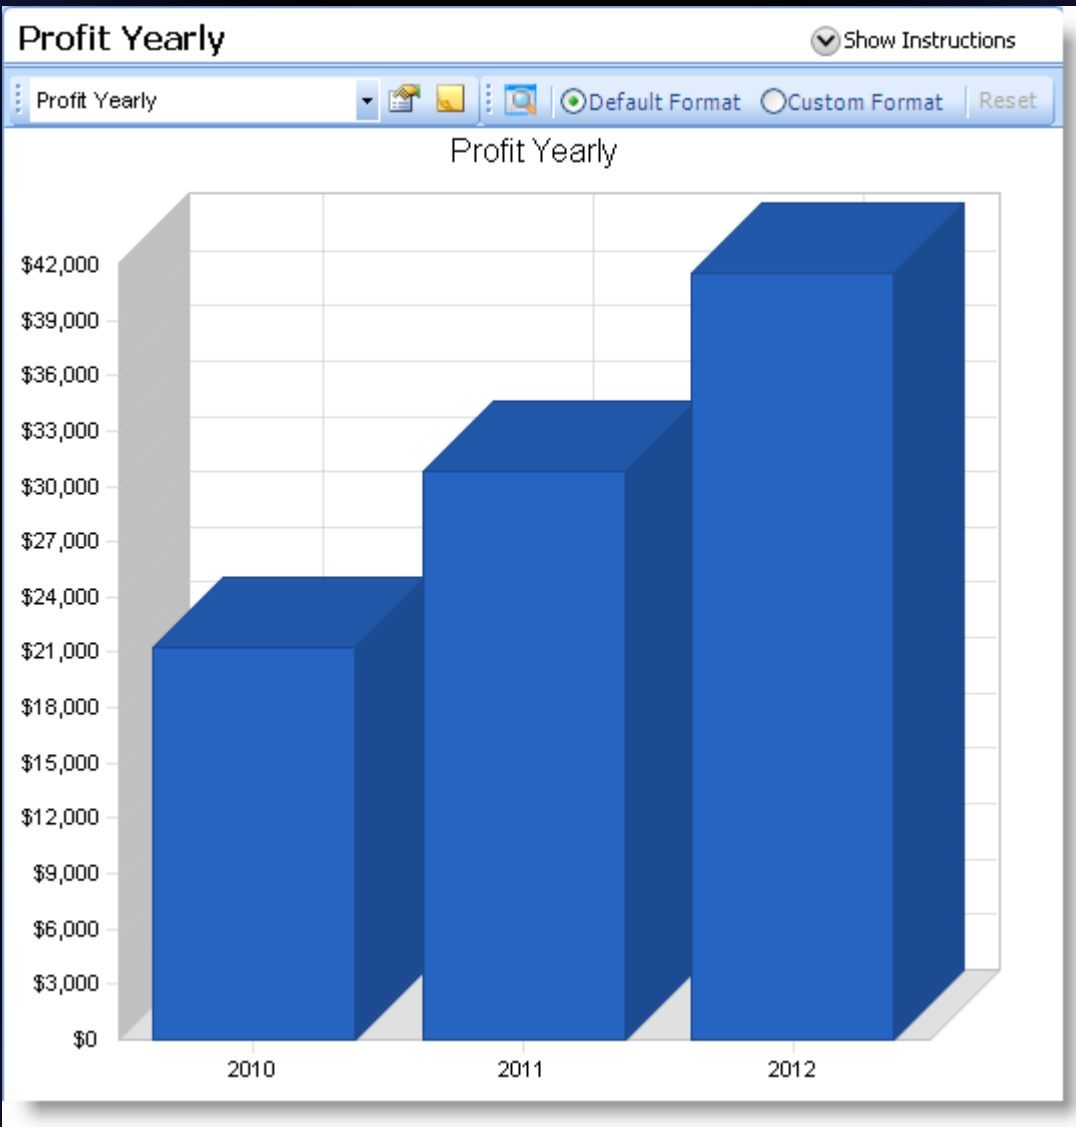 Profit Yearly
Show Instructions
Profit Yearly
Default Format
Custom Format
Reset
Profit Yearly
$42,000
$39,000
$36,000
$33,000
$30,000
$27,000
$24,000
$21,000
$18,000
$15,000
$12,000
$9,000
$6,000
$3,000
$0
2010
2011
2012